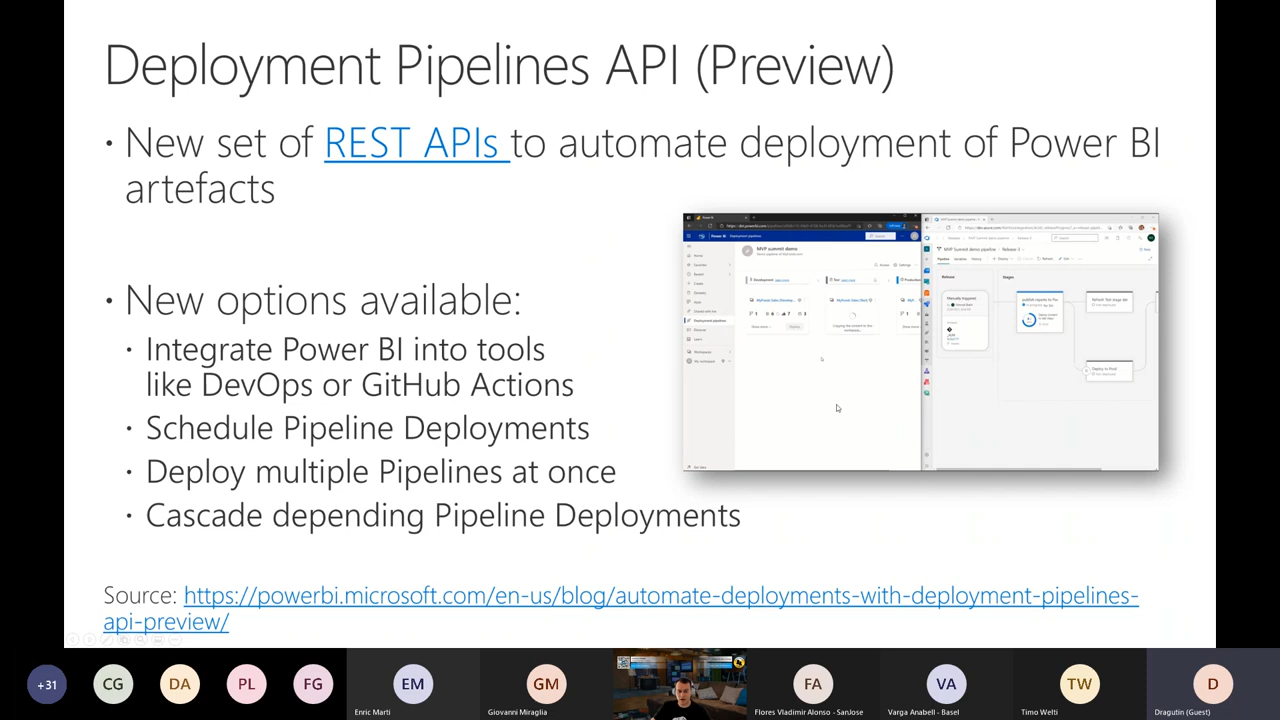 Deployment Pipelines API (Preview)
• New set of REST APIs to automate deployment of Power BI
artefacts
• New options available:
• Integrate Power BI into tools
like DevOps or GitHub Actions
• Schedule Pipeline Deployments
• Deploy multiple Pipelines at once
• Cascade depending Pipeline Deployments
MVP summit demo
Source: https://powerbi.microsoft.com/en-us/blog/automate-deployments-with-deployment-pipelines-
api-preview/
+31
CG
DA
PL
FG
EM
Enric Marti
GM
Giovanni Miraglia
FA
Flores Vladimir Alonso - SanJose
VA
Varga Anabell - Basel
TW
Timo Welti
D
Dragutin (Guest)